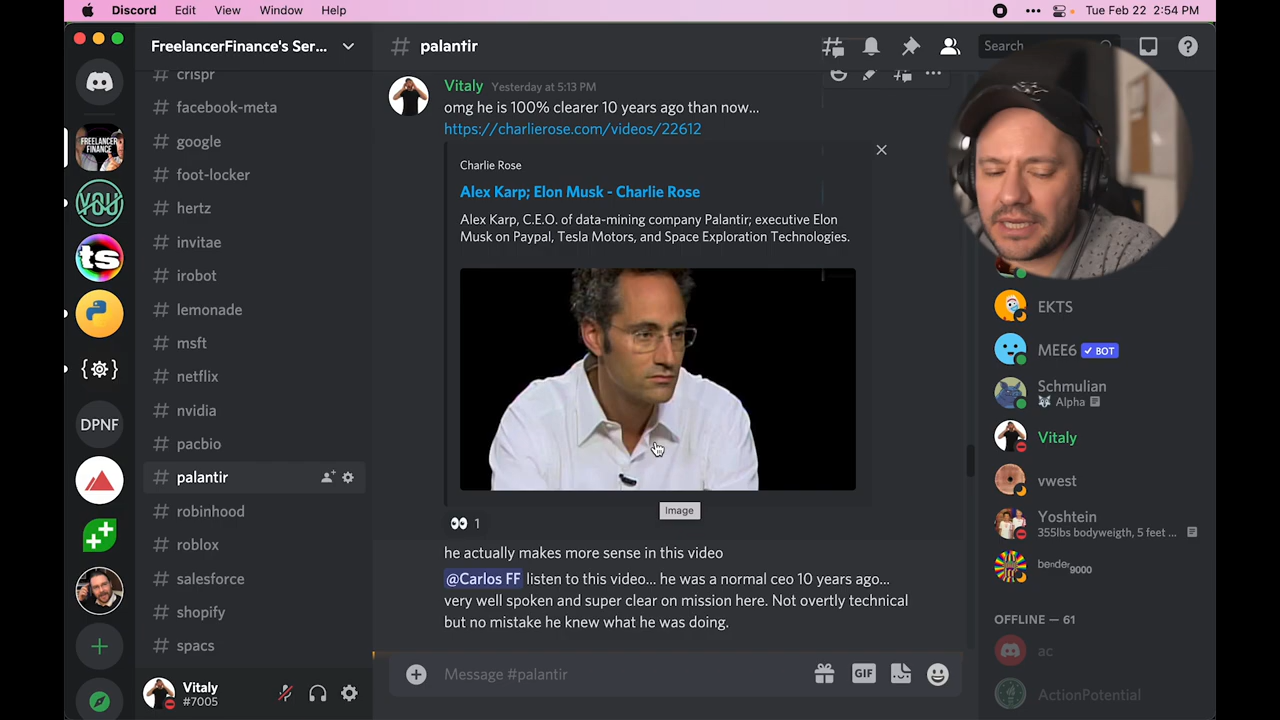 Discord Edit View Window Help
Tue Feb 22 2:54 PM
FreelancerFinance's Ser...
# palantir
Search
# crispr
# facebook-meta
# google
# foot-locker
# hertz
# invitae
# irobot
# lemonade
# msft
# netflix
# nvidia
# pacbio
# palantir
# robinhood
# roblox
# salesforce
# shopify
# spacs
FREELANCER
FINANCE
YOU
ts
DPNF
Vitaly
#7005
Vitaly Yesterday at 5:13 PM
omg he is 100% clearer 10 years ago than now...
https://charlierose.com/videos/22612
Charlie Rose
Alex Karp; Elon Musk - Charlie Rose
Alex Karp, C.E.O. of data-mining company Palantir; executive Elon
Musk on Paypal, Tesla Motors, and Space Exploration Technologies.
Image
👀 1
he actually makes more sense in this video
@Carlos FF listen to this video... he was a normal ceo 10 years ago...
very well spoken and super clear on mission here. Not overtly technical
but no mistake he knew what he was doing.
Message #palantir
GIF
EKTS
MEE6 ✓ BOT
Schmulian
Alpha
Vitaly
vwest
Yoshtein
355lbs bodyweigth, 5 feet ...
bender9000
OFFLINE — 61
ac
ActionPotential